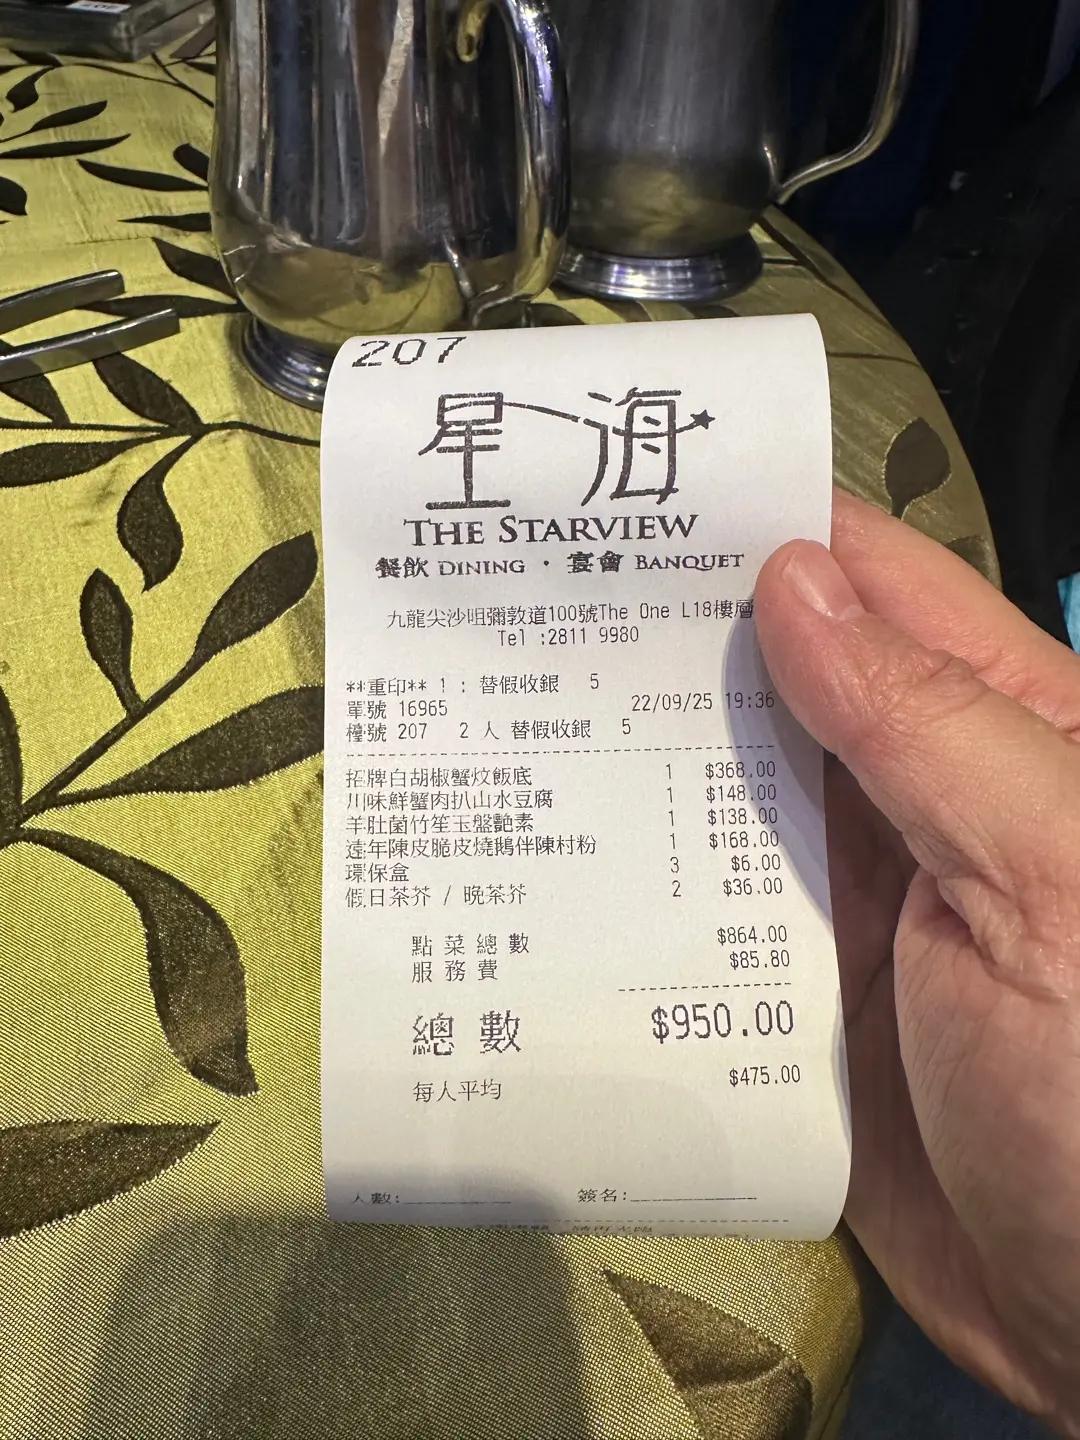 207
星海
THE STARVIEW
餐飲 DINING · 宴會 BANQUET
九龍尖沙咀彌敦道100號The One L18樓層
Tel :2811 9980
**重印** 1 : 替假收銀 5
單號 16965 22/09/25 19:36
檯號 207 2 人 替假收銀 5
招牌白胡椒蟹炆飯底 1 $368.00
川味鮮蟹肉扒山水豆腐 1 $148.00
羊肚菌竹笙玉盤艷素 1 $138.00
遠年陳皮脆皮燒鵝伴陳村粉 1 $168.00
環保盒 3 $6.00
假日茶芥 / 晚茶芥 2 $36.00
點菜總數 $864.00
服務費 $85.80
總數 $950.00
每人平均 $475.00
人數: 簽名: